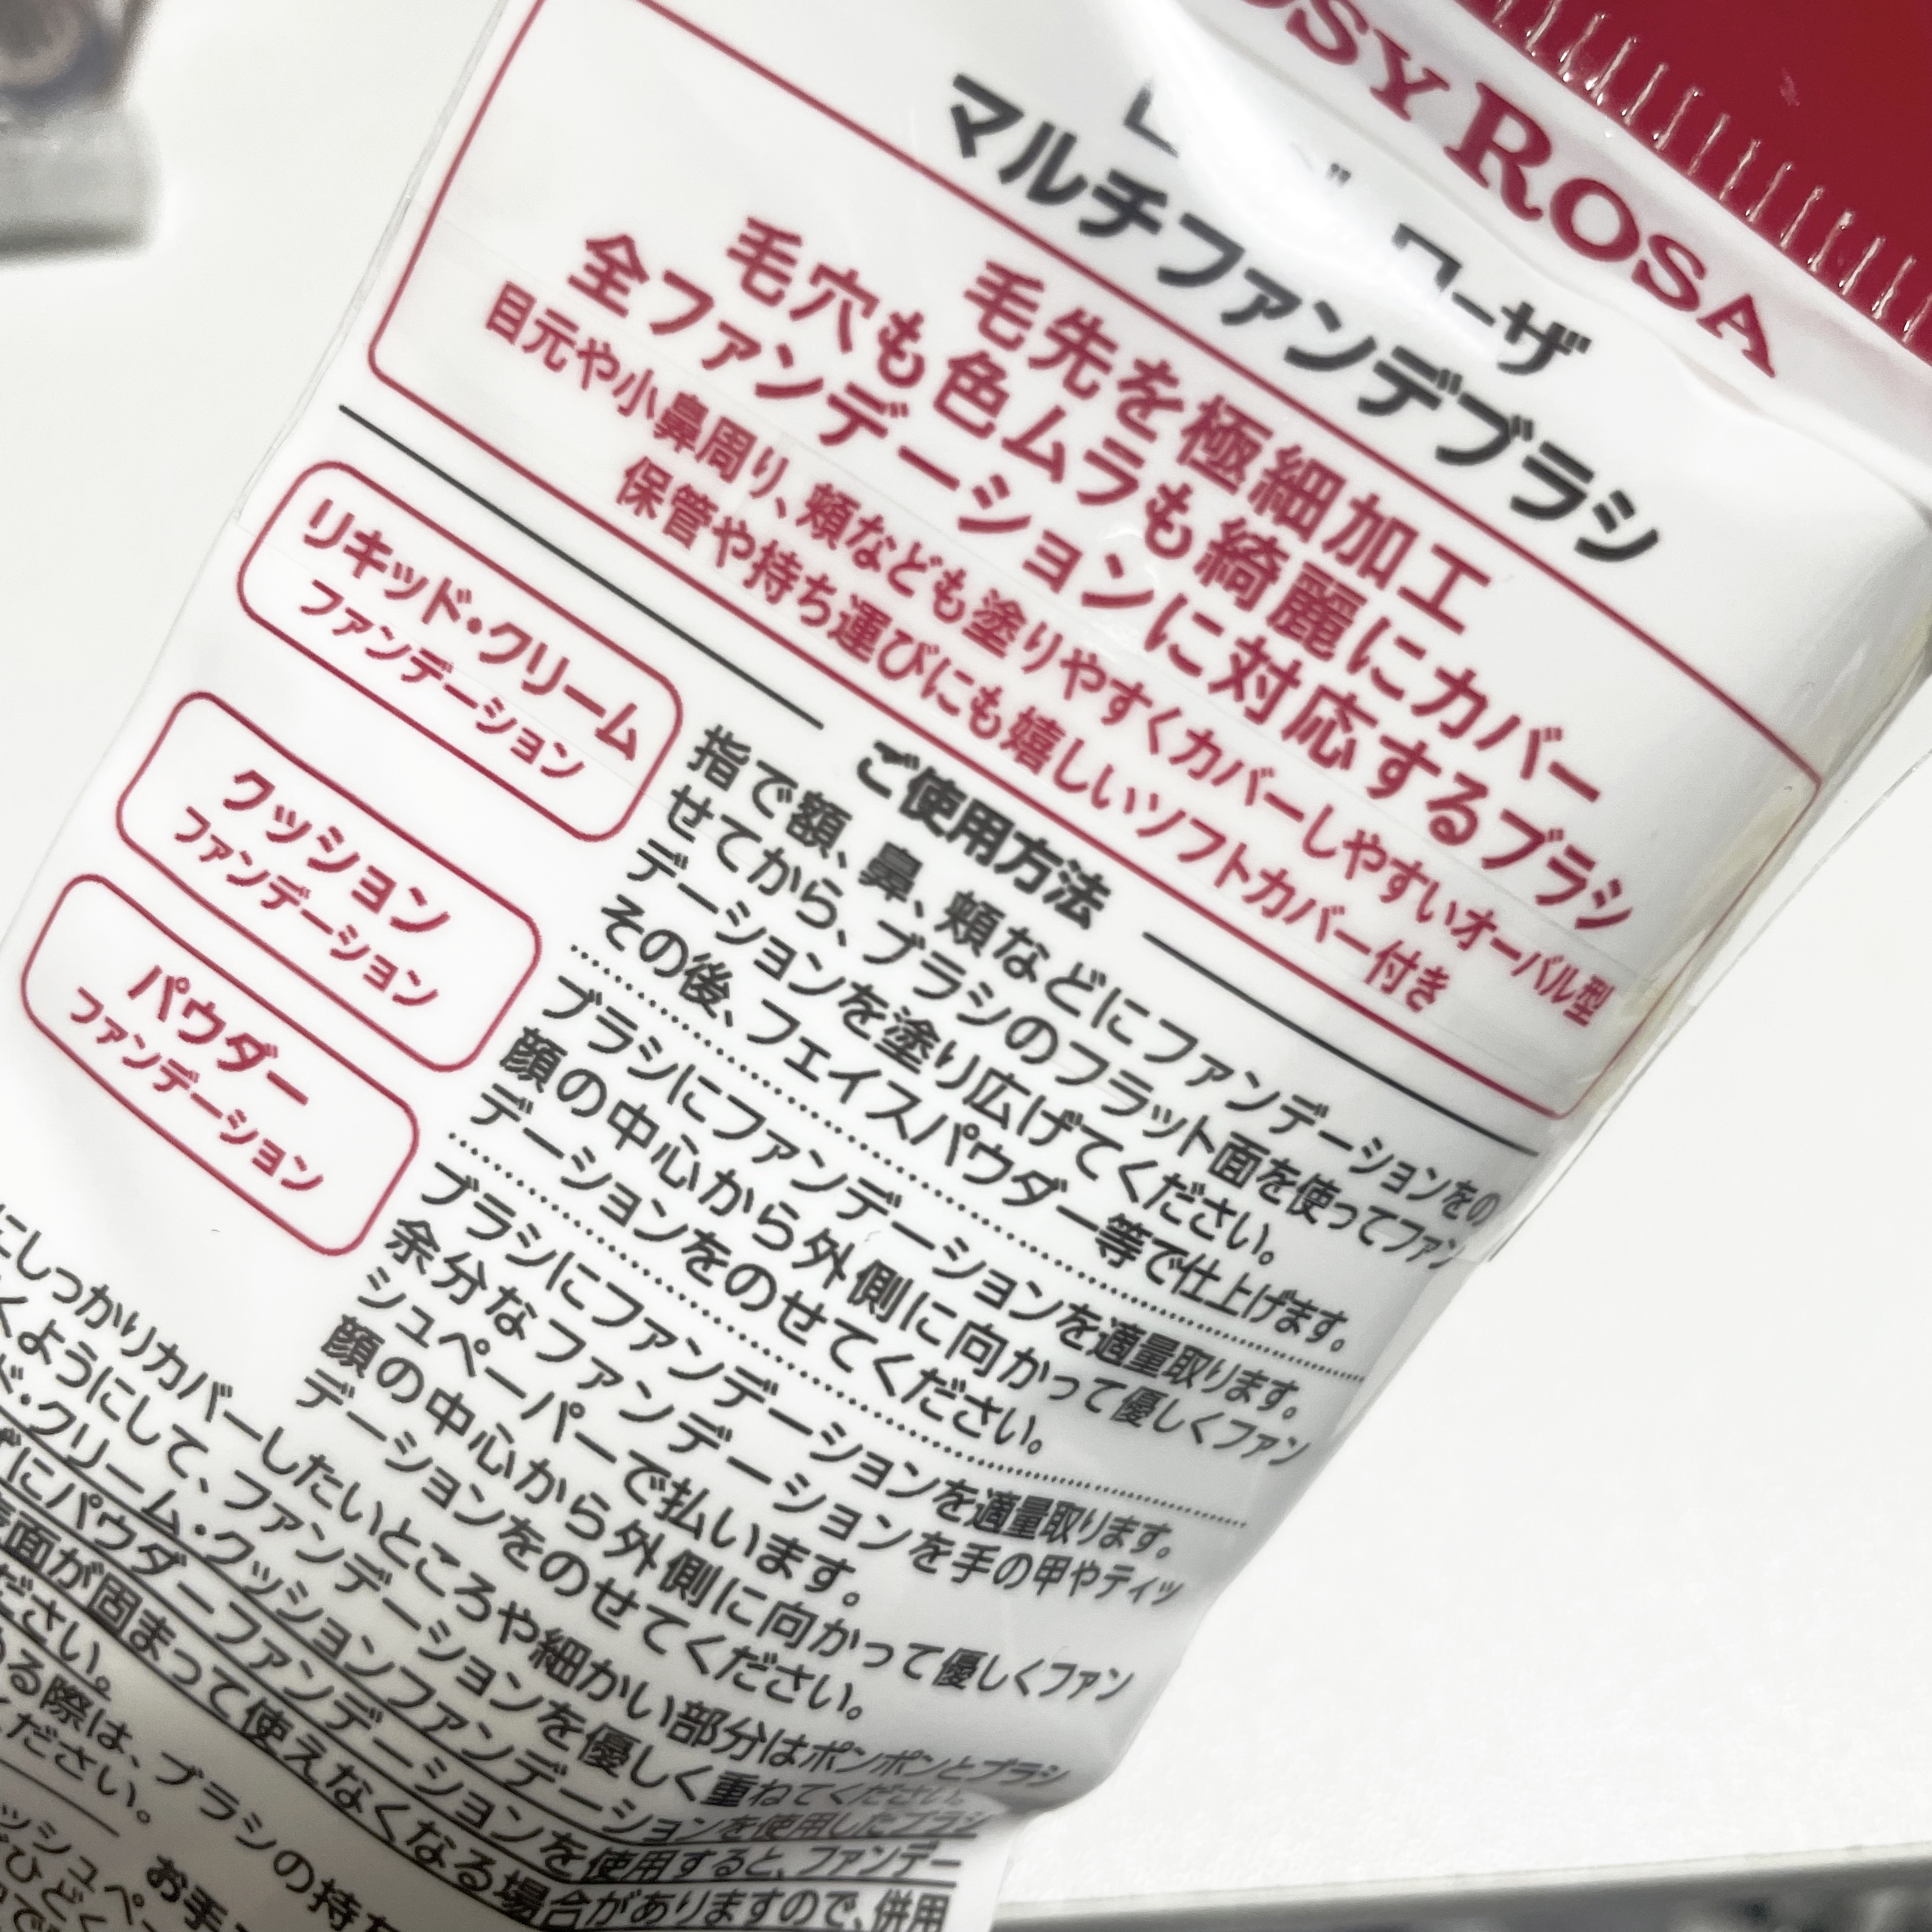 OSY ROSA
ローザ
マルチファンデブラシ
毛先を極細加工
毛穴も色ムラも綺麗にカバー
全ファンデーションに対応するブラシ
目元や小鼻周り、頬なども塗りやすくカバーしやすいオーバル型
保管や持ち運びにも嬉しいソフトカバー付き
ご使用方法
リキッド・クリーム
ファンデーション
指で額、鼻、頬などにファンデーションをの
せてから、ブラシのフラット面を使ってファン
デーションを塗り広げてください。
その後、フェイスパウダー等で仕上げます。
クッション
ファンデーション
ブラシにファンデーションを適量取ります。
顔の中心から外側に向かって優しくファン
デーションをのせてください。
パウダー
ファンデーション
ブラシにファンデーションを適量取ります。
余分なファンデーションを手の甲やティッ
シュペーパーで払います。
顔の中心から外側に向かって優しくファン
デーションをのせてください。
にしっかりカバーしたいところや細かい部分はポンポンとブラシ
くようにして、ファンデーションを優しく重ねてください。
ド・クリーム・クッションファンデーションを使用したブラシ
ずにパウダーファンデーションを使用すると、ファンデー
表面が固まって使えなくなる場合がありますので、併用
ださい。
る際は、ブラシの持ち
ください。
お手
ッシュペー
ひどく